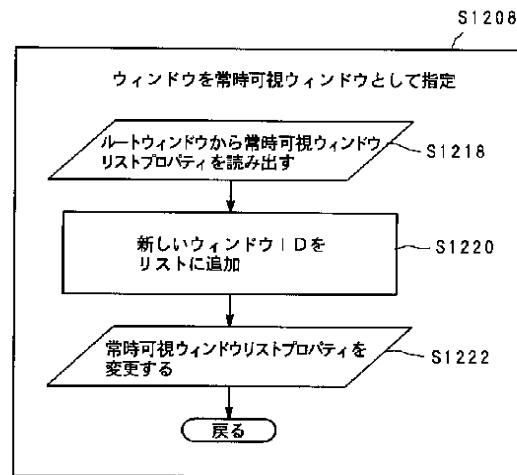 S1208
ウィンドウを常時可視ウィンドウとして指定
ルートウィンドウから常時可視ウィンドウ
リストプロパティを読み出す
S1218
新しいウィンドウIDを
リストに追加
S1220
常時可視ウィンドウリストプロパティを
変更する
S1222
戻る